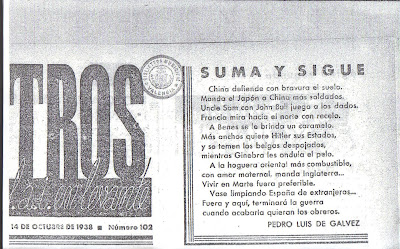 TROS
14 DE OCTUBRE DE 1938 ■ Número 102
SUMA Y SIGUE
China defiende con bravura el suelo.
Manda el Japón a China más soldados.
Uncle Sam con John Bull juega a los dados.
Francia mira hacia el norte con recelo.
A Benes se le brinda un caramelo.
Más anchos quiere Hitler sus Estados,
y se temen los belgas despojados,
mientras Ginebra les ondula el pelo.
A la hoguera oriental más combustible,
con amor maternal, manda Inglaterra...
Vivir en Marte fuera preferible.
Vase limpiando España de extranjeros...
Fuera y aquí, terminará la guerra
cuando acabarla quieran los obreros.
PEDRO LUIS DE GALVEZ